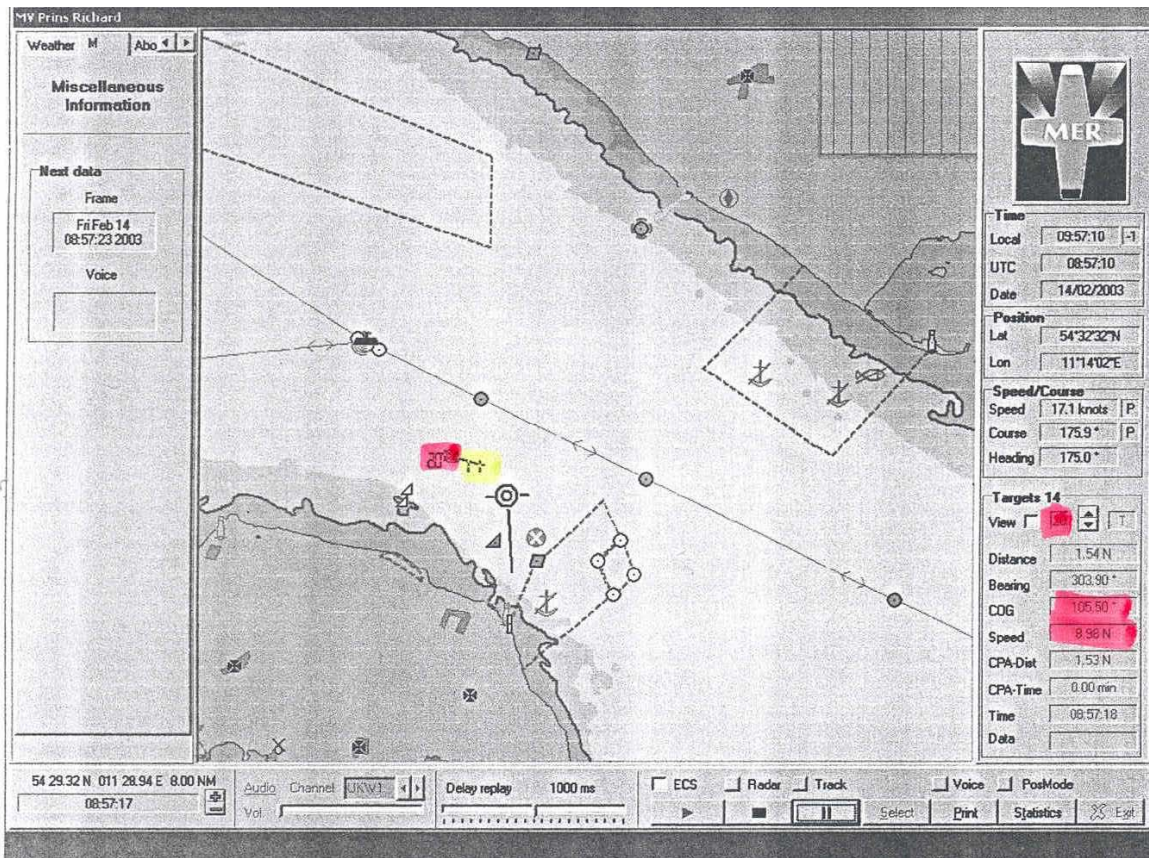 MV Prins Richard
Weather M Abo
Miscellaneous
Information
Next data
Frame
Fri Feb 14
08:57:23 2003
Voice
MER
Time
Local 09:57:10 -1
UTC 08:57:10
Date 14/02/2003
Position
Lat 54°32'32"N
Lon 11°14'02"E
Speed/Course
Speed 17.1 knots P
Course 175.9 ° P
Heading 175.0 °
Targets 14
View T
Distance 1.54 N
Bearing 303.90 °
COG 105.50 °
Speed 8.98 N
CPA-Dist 1.53 N
CPA-Time 0.00 min
Time 08:57:18
Data
54 29.32 N 011 28.94 E 8.00 NM
08:57:17
Audio Channel UKW1
Vol
Delay replay 1000 ms
ECS Radar Track Voice PosMode
Select Print Statistics Exit